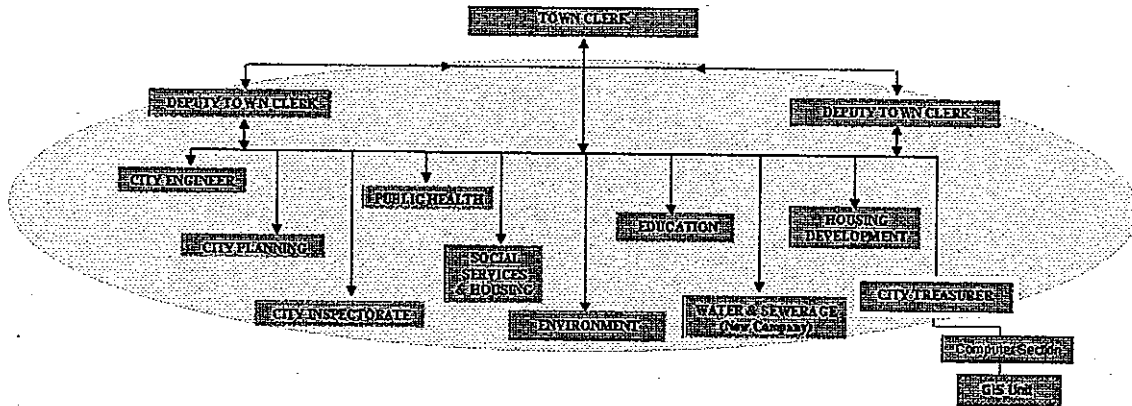 TOWN CLERK
DEPUTY TOWN CLERK
DEPUTY TOWN CLERK
CITY ENGINEER
PUBLIC HEALTH
CITY PLANNING
EDUCATION
HOUSING
DEVELOPMENT
SOCIAL
SERVICES
& HOUSING
CITY INSPECTORATE
ENVIRONMENT
WATER & SEWERAGE
(New Company)
CITY TREASURER
Computer Section
GIS Unit